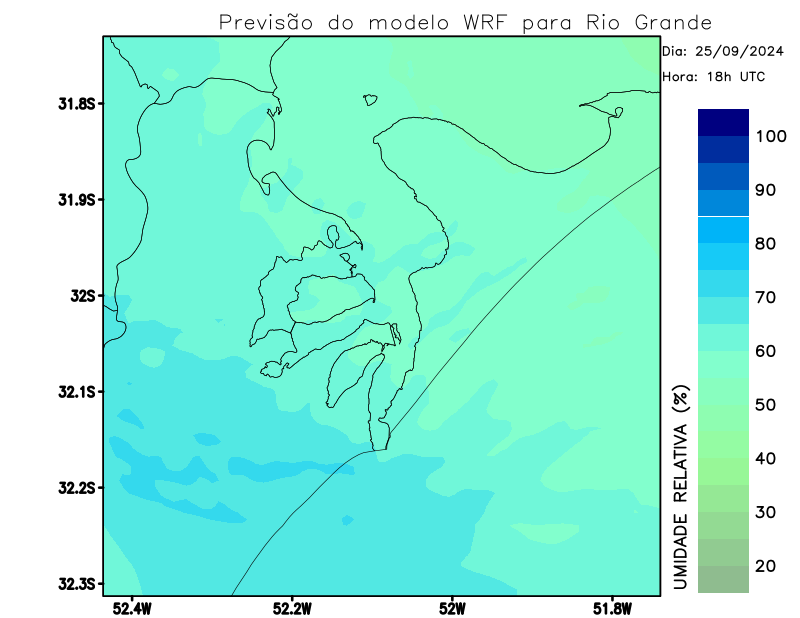 Previsão do modelo WRF para Rio Grande
Dia: 25/09/2024
Hora: 18h UTC
31.8S
31.9S
32S
32.1S
32.2S
32.3S
52.4W
52.2W
52W
51.8W
100
90
80
70
60
50
40
30
20
UMIDADE RELATIVA (%)